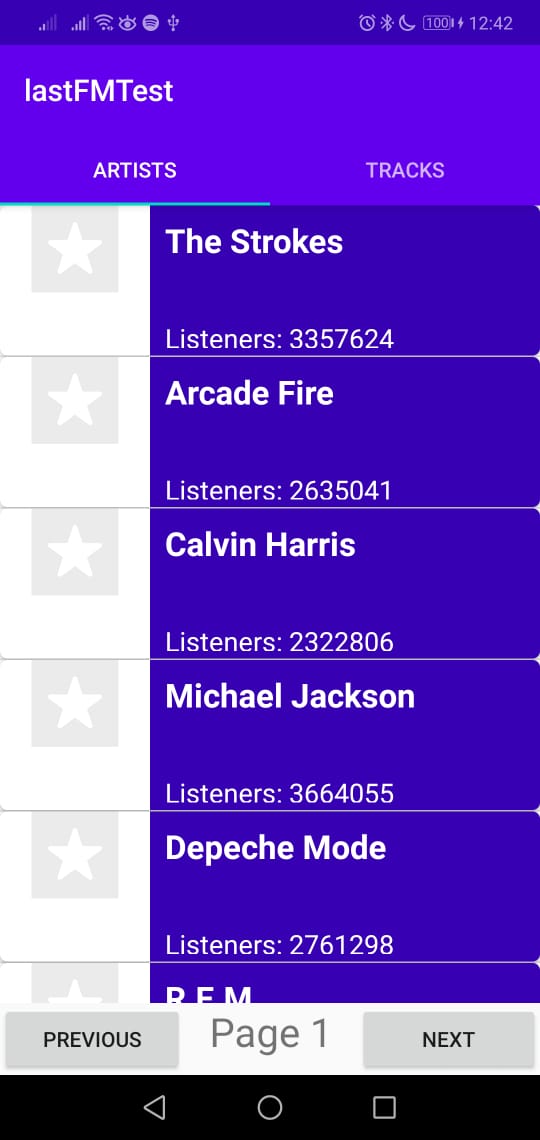 100 12:42
lastFMTest
ARTISTS TRACKS
The Strokes
Listeners: 3357624
Arcade Fire
Listeners: 2635041
Calvin Harris
Listeners: 2322806
Michael Jackson
Listeners: 3664055
Depeche Mode
Listeners: 2761298
R.E.M.
PREVIOUS Page 1 NEXT